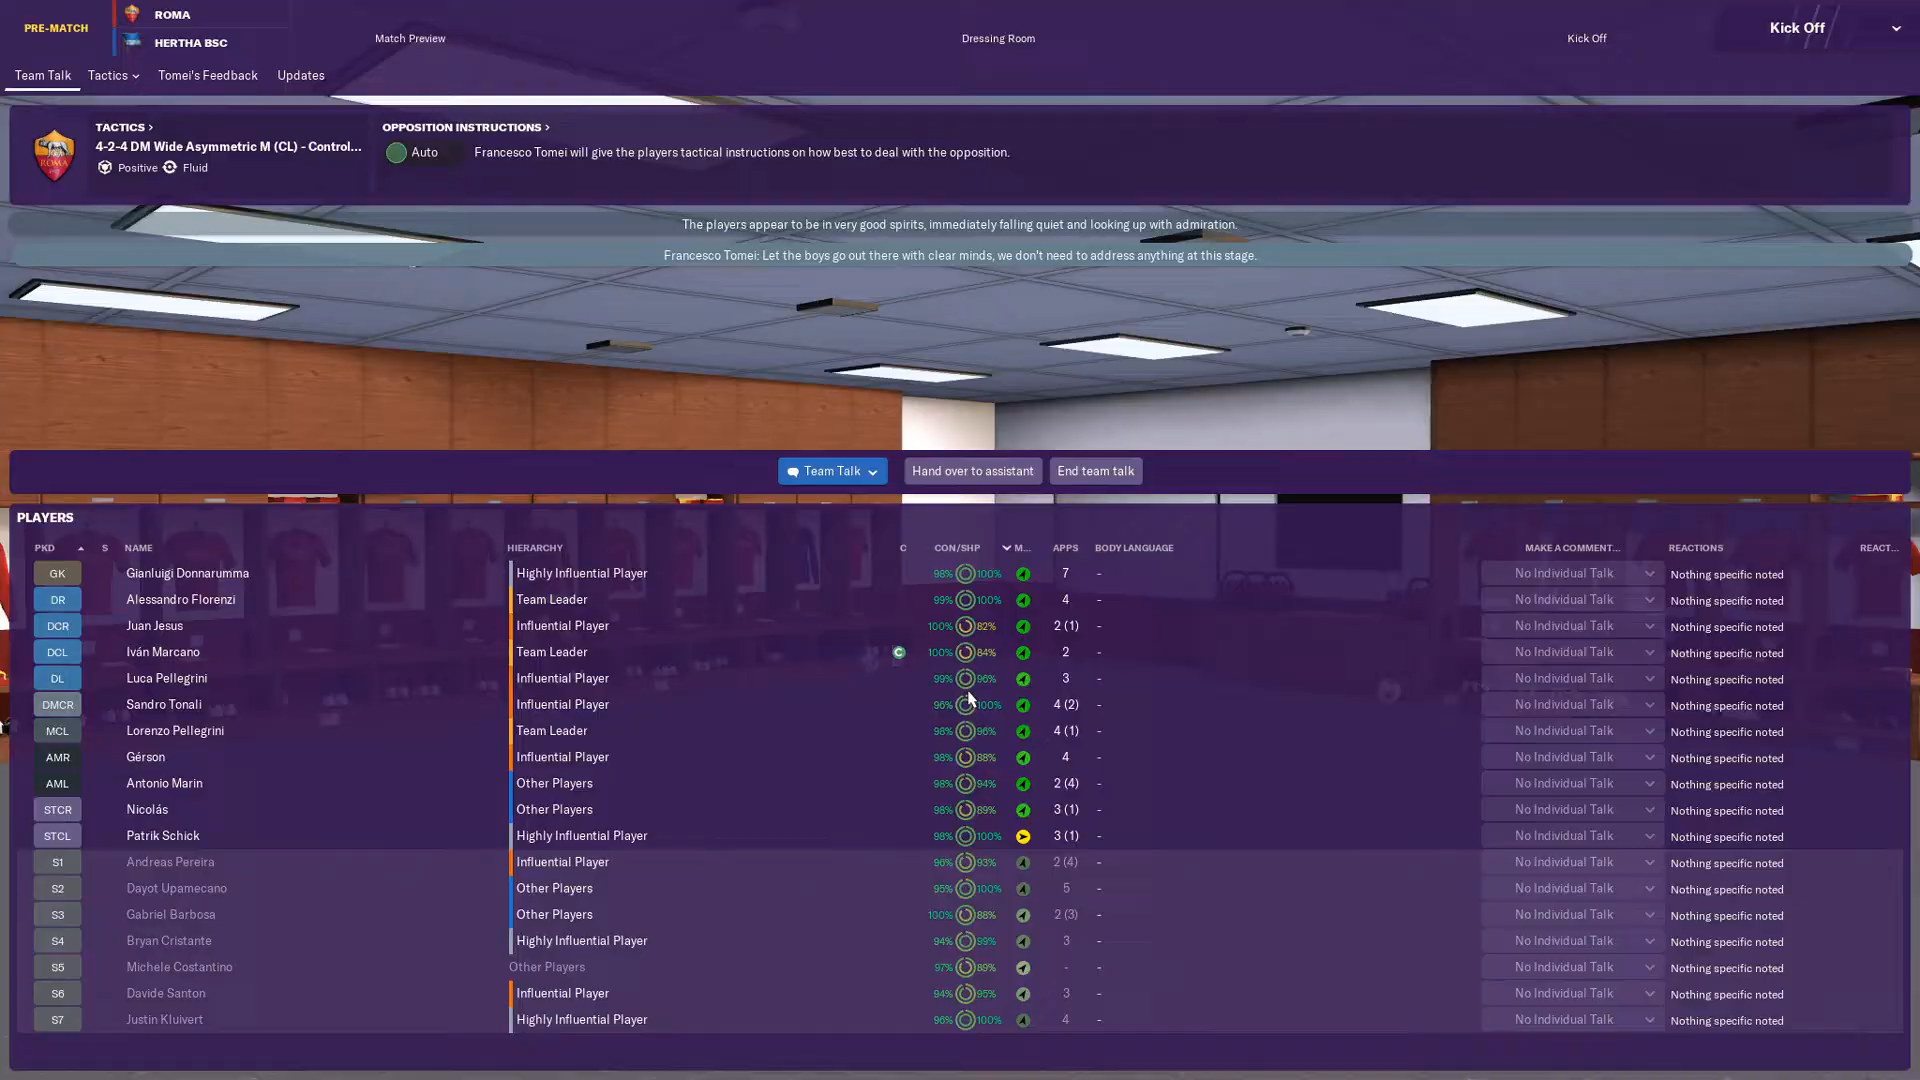 PRE-MATCH
ROMA
HERTHA BSC
Match Preview
Dressing Room
Kick Off
Kick Off
Team Talk Tactics Tomei's Feedback Updates
TACTICS >
4-2-4 DM Wide Asymmetric M (CL) - Control...
Positive Fluid
OPPOSITION INSTRUCTIONS >
Auto Francesco Tomei will give the players tactical instructions on how best to deal with the opposition.
The players appear to be in very good spirits, immediately falling quiet and looking up with admiration.
Francesco Tomei: Let the boys go out there with clear minds, we don't need to address anything at this stage.
Team Talk Hand over to assistant End team talk
PLAYERS
PKD S NAME HIERARCHY C CON/SHP M... APPS BODY LANGUAGE MAKE A COMMENT... REACTIONS REACT...
GK Gianluigi Donnarumma Highly Influential Player 98% 100% 7 - No Individual Talk Nothing specific noted
DR Alessandro Florenzi Team Leader 99% 100% 4 - No Individual Talk Nothing specific noted
DCR Juan Jesus Influential Player 100% 82% 2 (1) - No Individual Talk Nothing specific noted
DCL Iván Marcano Team Leader C 100% 84% 2 - No Individual Talk Nothing specific noted
DL Luca Pellegrini Influential Player 99% 96% 3 - No Individual Talk Nothing specific noted
DMCR Sandro Tonali Influential Player 96% 100% 4 (2) - No Individual Talk Nothing specific noted
MCL Lorenzo Pellegrini Team Leader 98% 96% 4 (1) - No Individual Talk Nothing specific noted
AMR Gérson Influential Player 98% 88% 4 - No Individual Talk Nothing specific noted
AML Antonio Marin Other Players 98% 94% 2 (4) - No Individual Talk Nothing specific noted
STCR Nicolás Other Players 98% 89% 3 (1) - No Individual Talk Nothing specific noted
STCL Patrik Schick Highly Influential Player 98% 100% 3 (1) - No Individual Talk Nothing specific noted
S1 Andreas Pereira Influential Player 96% 93% 2 (4) - No Individual Talk Nothing specific noted
S2 Dayot Upamecano Other Players 95% 100% 5 - No Individual Talk Nothing specific noted
S3 Gabriel Barbosa Other Players 100% 88% 2 (3) - No Individual Talk Nothing specific noted
S4 Bryan Cristante Highly Influential Player 94% 99% 3 - No Individual Talk Nothing specific noted
S5 Michele Costantino Other Players 97% 89% - - No Individual Talk Nothing specific noted
S6 Davide Santon Influential Player 94% 95% 3 - No Individual Talk Nothing specific noted
S7 Justin Kluivert Highly Influential Player 96% 100% 4 - No Individual Talk Nothing specific noted